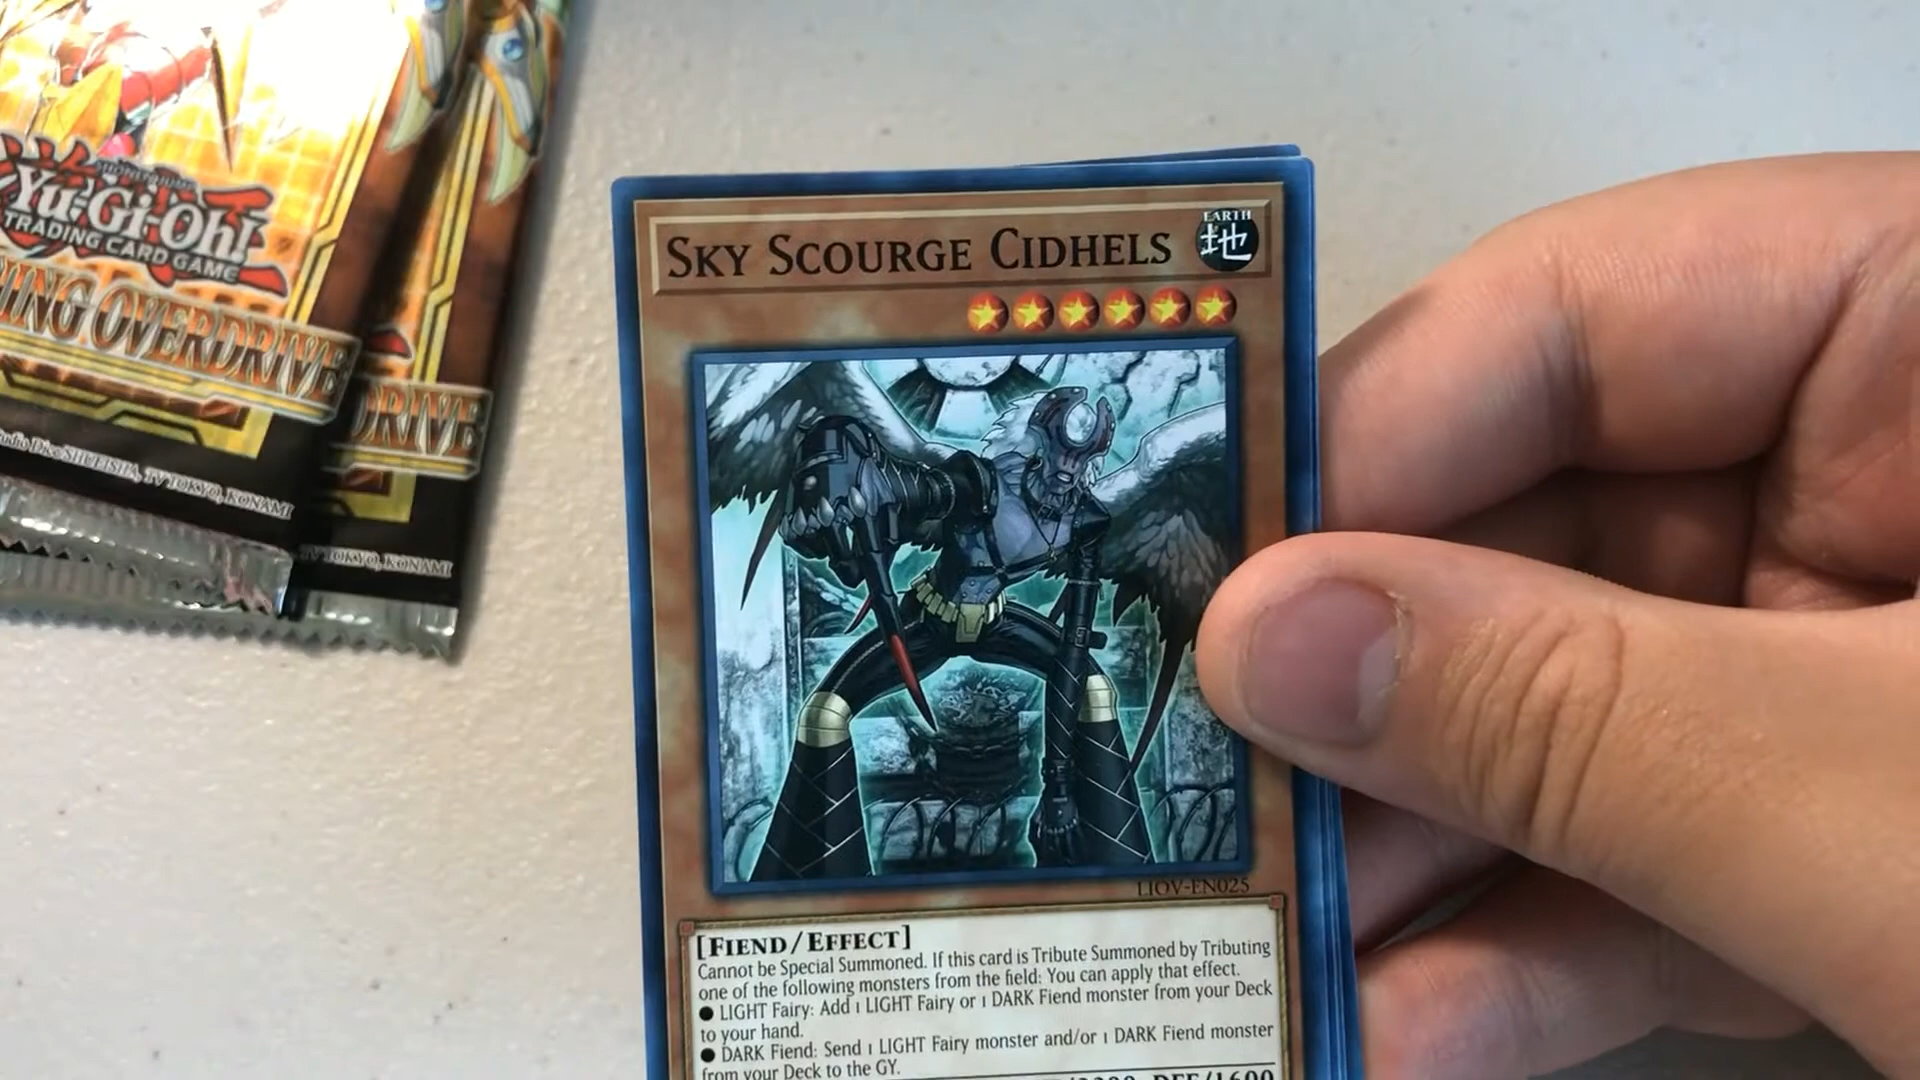 SKY SCOURGE CIDHELS
EARTH
地
LIOV-EN025
[FIEND/EFFECT]
Cannot be Special Summoned. If this card is Tribute Summoned by Tributing
one of the following monsters from the field: You can apply that effect.
● LIGHT Fairy: Add 1 LIGHT Fairy or 1 DARK Fiend monster from your Deck
to your hand.
● DARK Fiend: Send 1 LIGHT Fairy monster and/or 1 DARK Fiend monster
from your Deck to the GY.
DEF/1600
Yu-Gi-Oh!
TRADING CARD GAME
ING OVERDRIVE
SHUEISHA, TV TOKYO, KONAMI
DRIVE
TV TOKYO, KONAMI